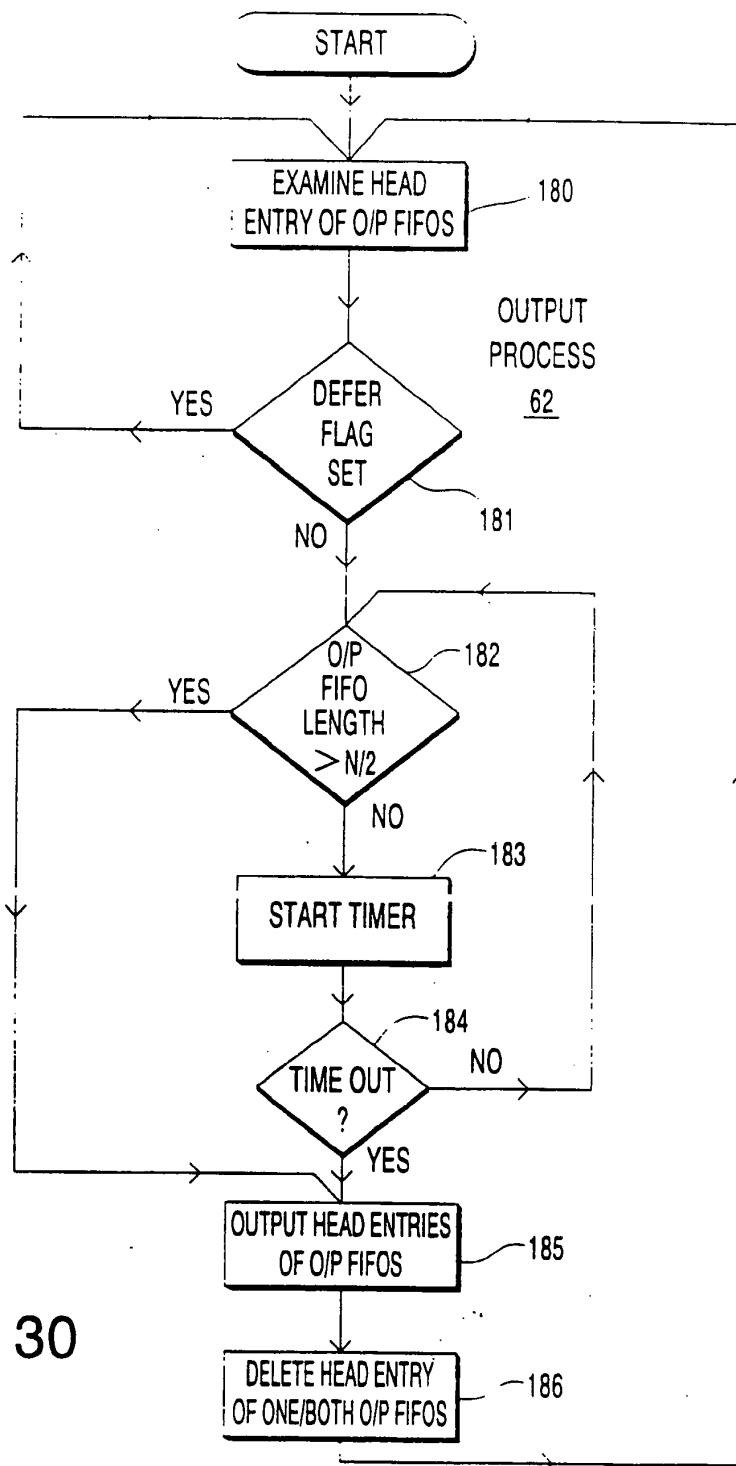 START
EXAMINE HEAD
ENTRY OF O/P FIFOS
180
OUTPUT
PROCESS
62
YES
DEFER
FLAG
SET
181
NO
O/P
FIFO
LENGTH
> N/2
182
YES
NO
183
START TIMER
184
TIME OUT
?
NO
YES
OUTPUT HEAD ENTRIES
OF O/P FIFOS
185
30
DELETE HEAD ENTRY
OF ONE/BOTH O/P FIFOS
186